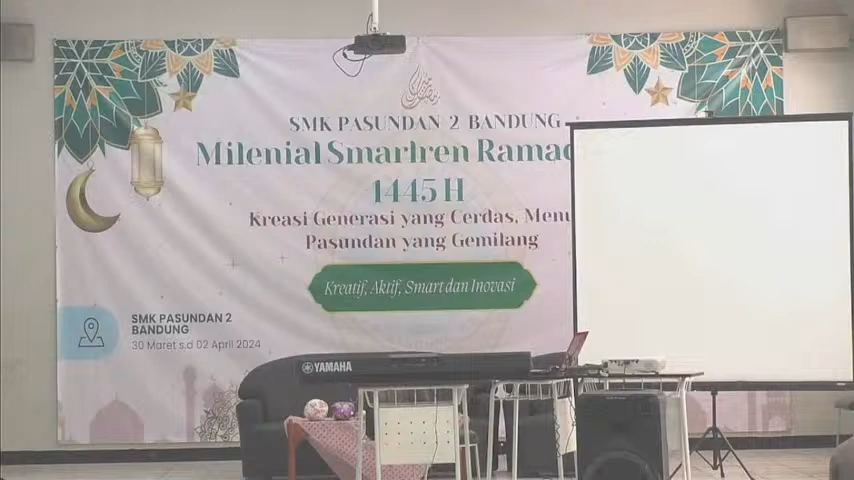 SMK PASUNDAN 2 BANDUNG
Milenial SmarTren Ramad
1445 H
Kreasi Generasi yang Cerdas, Menu
Pasundan yang Gemilang
Kreatif, Aktif, Smart dan Inovasi
SMK PASUNDAN 2
BANDUNG
30 Maret s.d 02 April 2024
YAMAHA